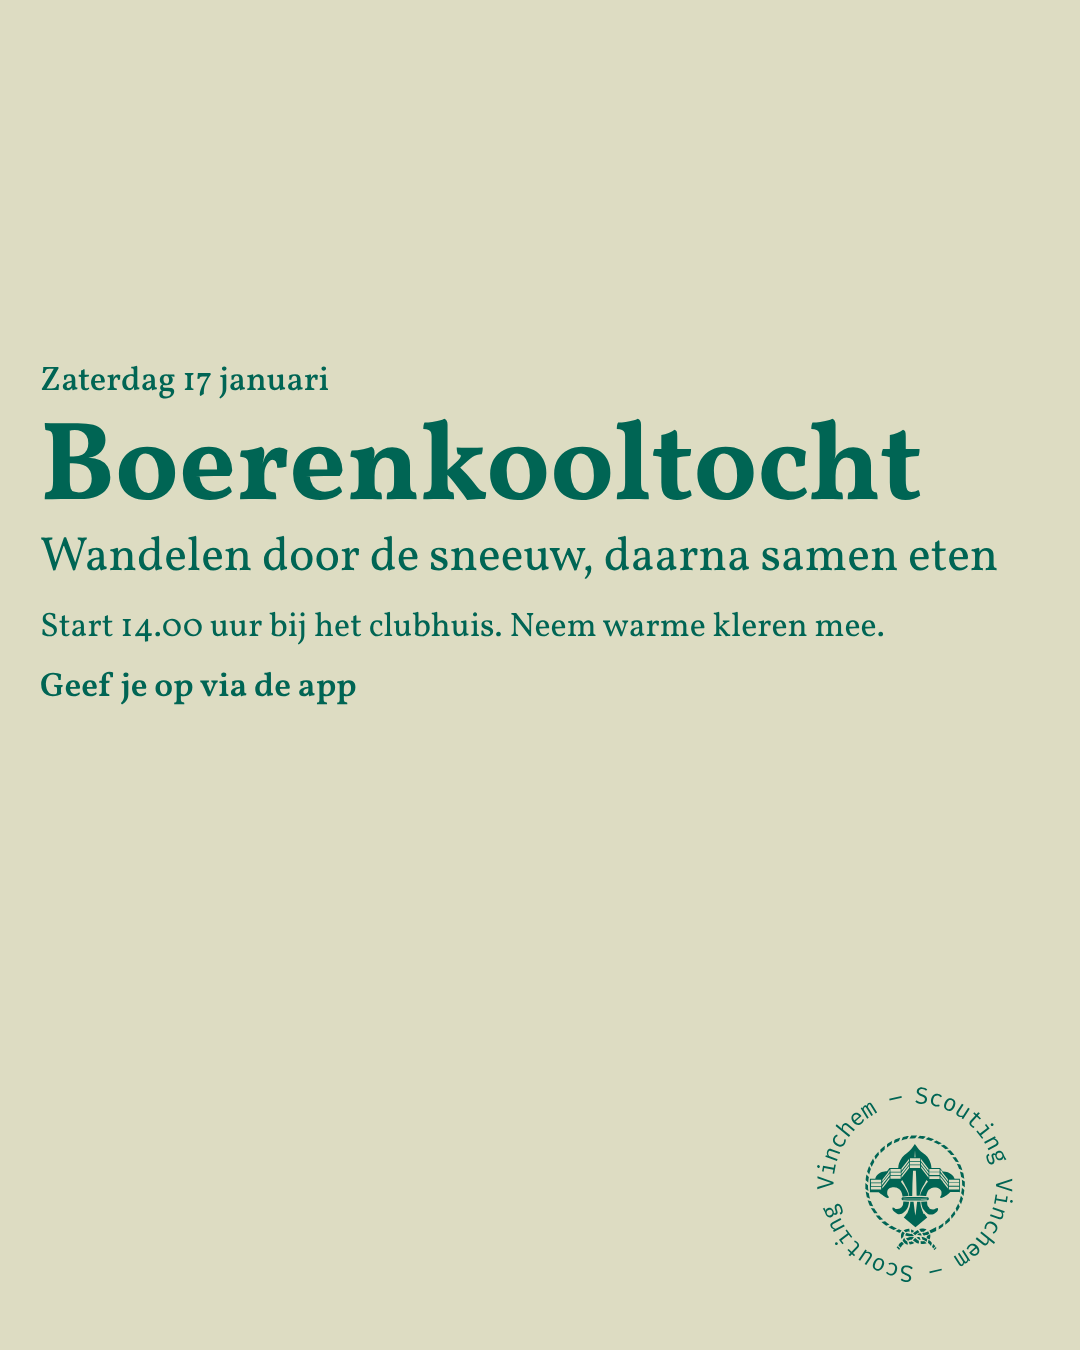 Zaterdag 17 januari
Boerenkooltocht
Wandelen door de sneeuw, daarna samen eten
Start 14.00 uur bij het clubhuis. Neem warme kleren mee.
Geef je op via de app
Scouting Vinchem – Scouting Vinchem –